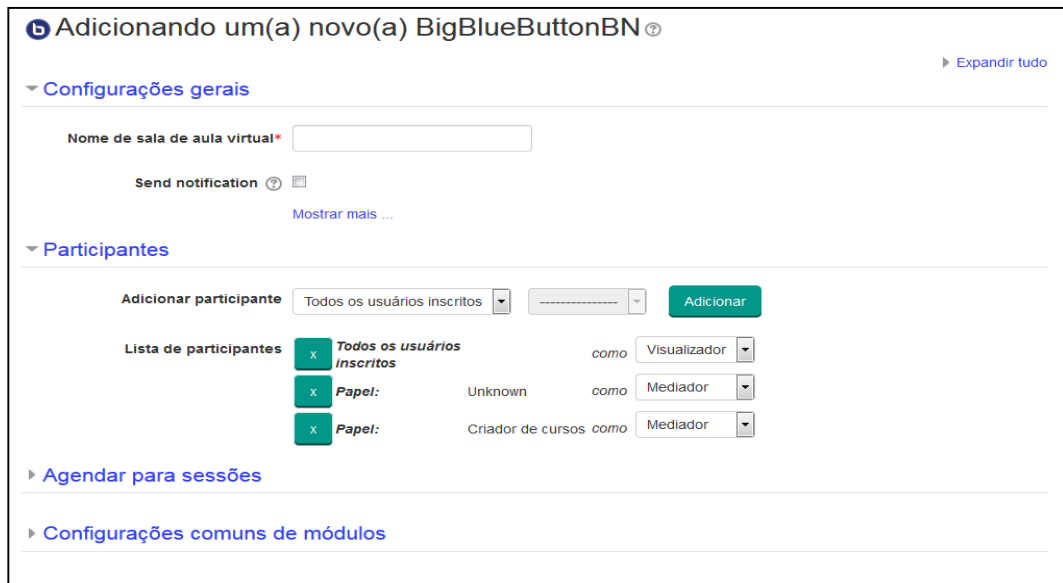 Adicionando um(a) novo(a) BigBlueButtonBN
Expandir tudo
Configurações gerais
Nome de sala de aula virtual*
Send notification
Mostrar mais ...
Participantes
Adicionar participante Todos os usuários inscritos --------------- Adicionar
Lista de participantes x Todos os usuários inscritos como Visualizador
x Papel: Unknown como Mediador
x Papel: Criador de cursos como Mediador
Agendar para sessões
Configurações comuns de módulos